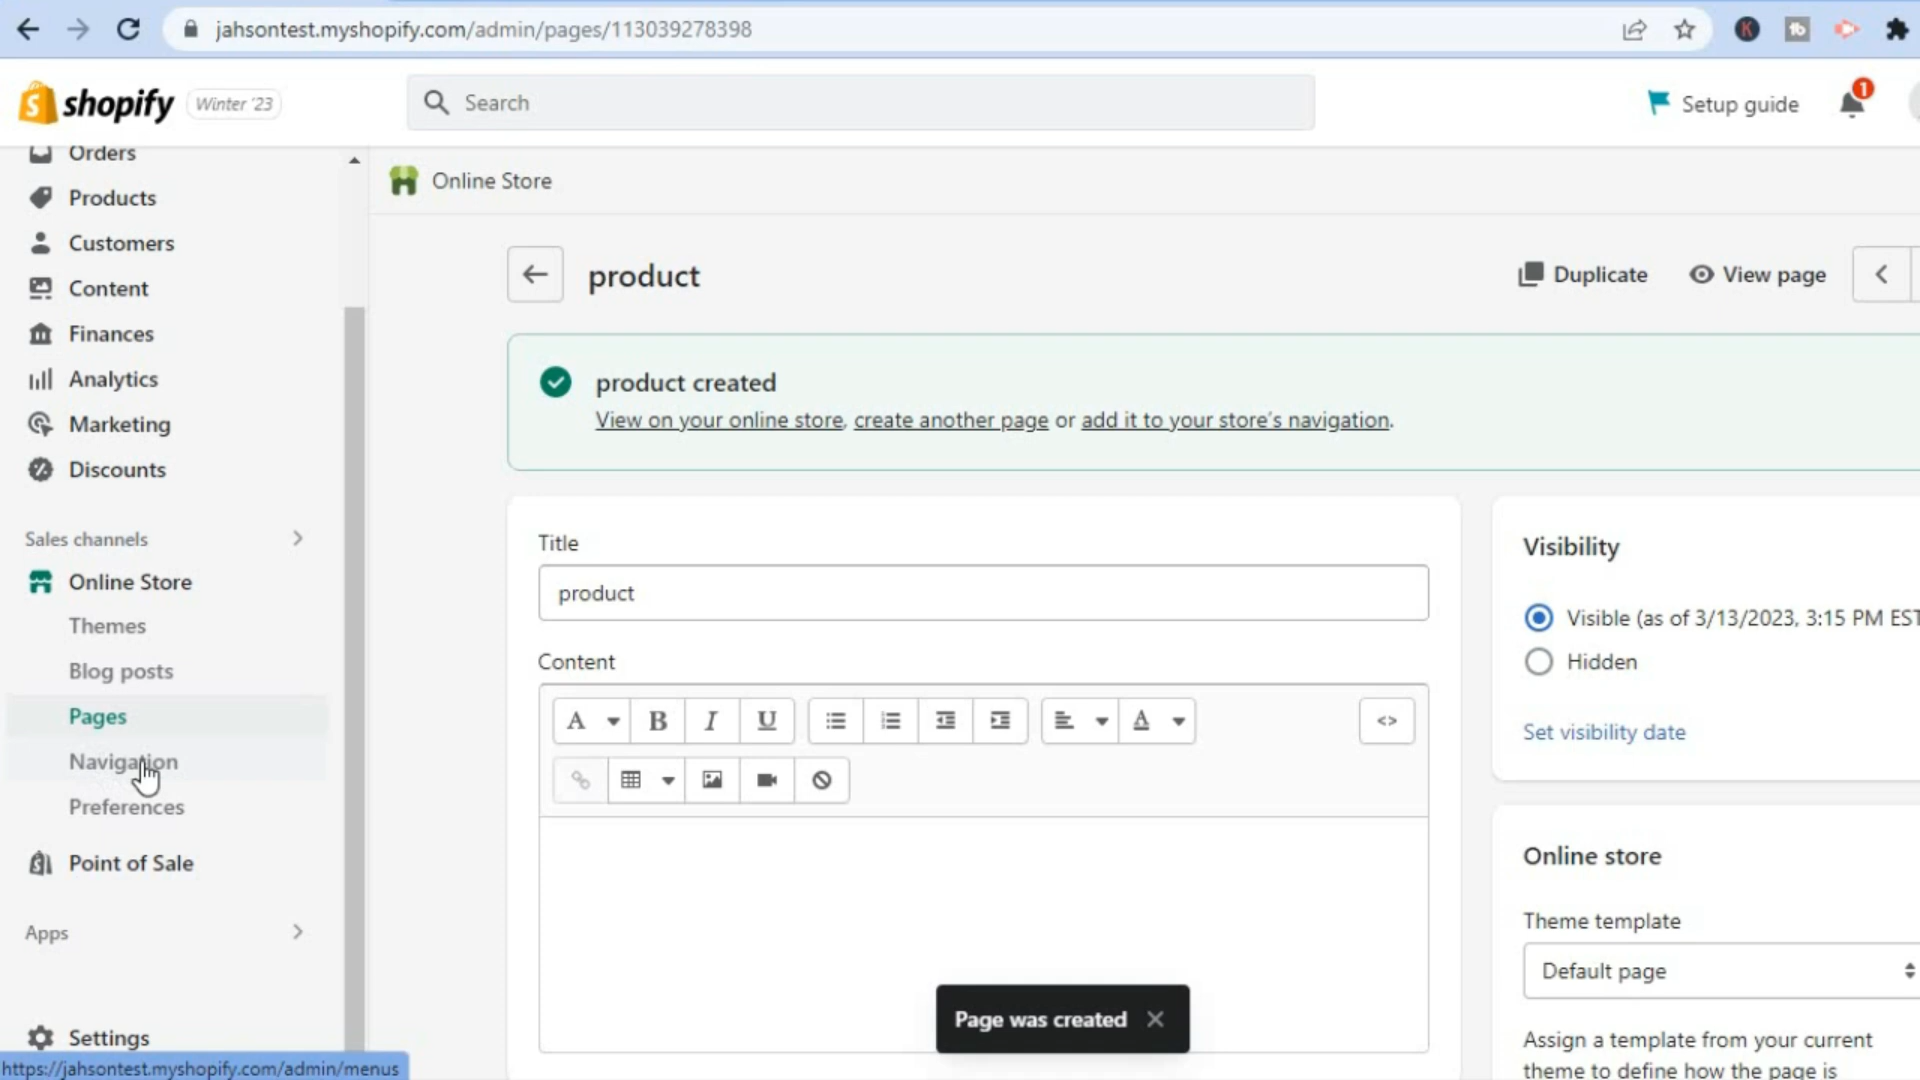 jahsontest.myshopify.com/admin/pages/113039278398
shopify Winter '23
Search
Setup guide
1
Orders
Products
Customers
Content
Finances
Analytics
Marketing
Discounts
Sales channels
Online Store
Themes
Blog posts
Pages
Navigation
Preferences
Point of Sale
Apps
Settings
https://jahsontest.myshopify.com/admin/menus
Online Store
product
Duplicate
View page
product created
View on your online store, create another page or add it to your store's navigation.
Title
product
Content
A B I U A <>
Page was created
Visibility
Visible (as of 3/13/2023, 3:15 PM EST
Hidden
Set visibility date
Online store
Theme template
Default page
Assign a template from your current
theme to define how the page is